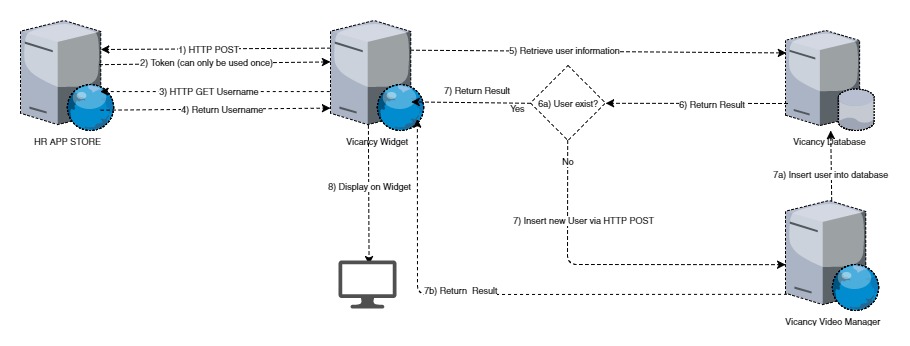 1) HTTP POST
2) Token (can only be used once)
3) HTTP GET Username
4) Return Username
HR APP STORE
Vicancy Widget
5) Retrieve user information
7) Return Result
Yes
6a) User exist?
6) Return Result
Vicancy Database
No
7a) Insert user into database
8) Display on Widget
7) Insert new User via HTTP POST
7b) Return Result
Vicancy Video Manager